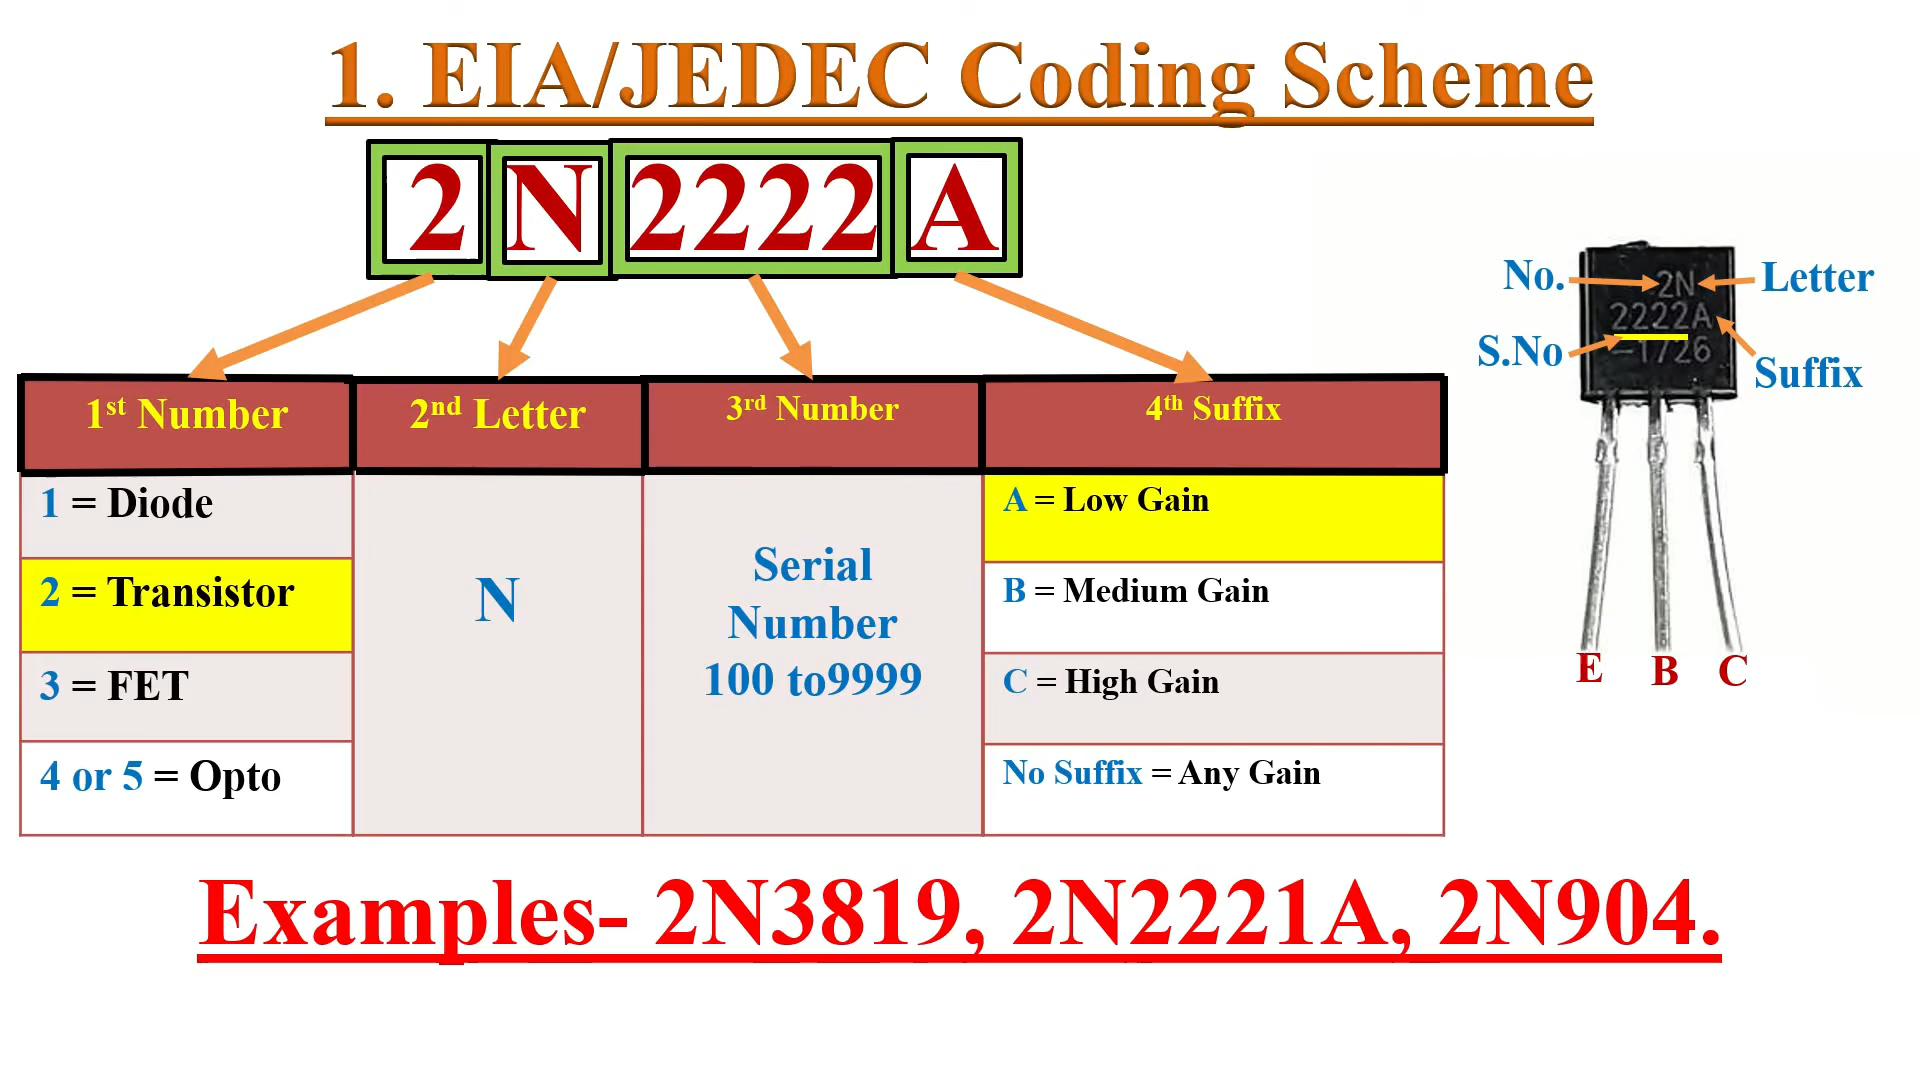 1. EIA/JEDEC Coding Scheme
2 N 2222 A
1st Number 2nd Letter 3rd Number 4th Suffix
1 = Diode
2 = Transistor
3 = FET
4 or 5 = Opto
N
Serial
Number
100 to9999
A = Low Gain
B = Medium Gain
C = High Gain
No Suffix = Any Gain
No.
Letter
S.No
Suffix
2N
2222A
-1726
E B C
Examples- 2N3819, 2N2221A, 2N904.